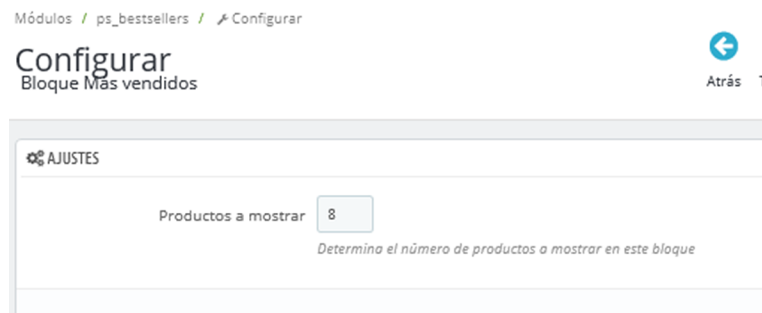 Módulos / ps_bestsellers / Configurar
Configurar
Bloque Más vendidos
Atrás
AJUSTES
Productos a mostrar 8
Determina el número de productos a mostrar en este bloque